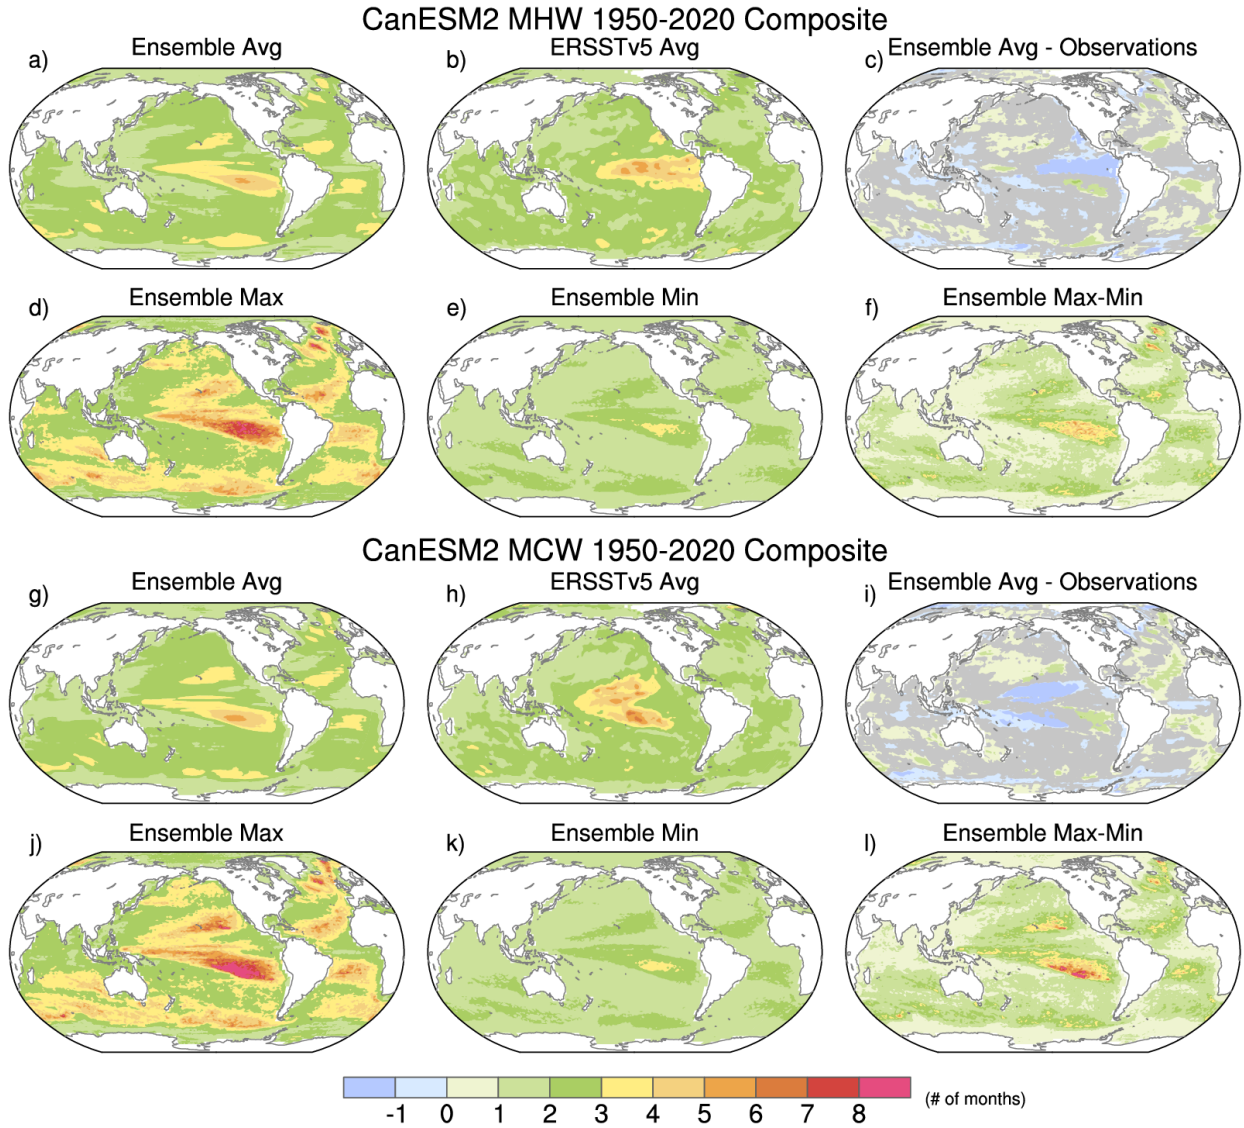 CanESM2 MHW 1950-2020 Composite
a) Ensemble Avg
b) ERSSTv5 Avg
c) Ensemble Avg - Observations
d) Ensemble Max
e) Ensemble Min
f) Ensemble Max-Min
CanESM2 MCW 1950-2020 Composite
g) Ensemble Avg
h) ERSSTv5 Avg
i) Ensemble Avg - Observations
j) Ensemble Max
k) Ensemble Min
l) Ensemble Max-Min
-1 0 1 2 3 4 5 6 7 8 (# of months)